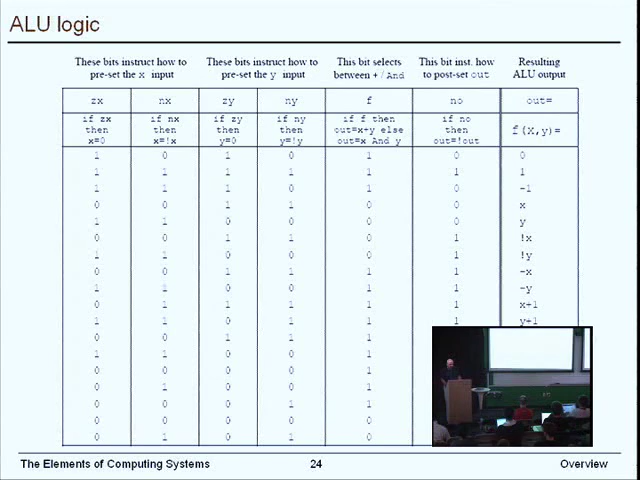 ALU logic
These bits instruct how to These bits instruct how to This bit selects This bit inst. how Resulting
pre-set the x input pre-set the y input between + / And to post-set out ALU output
zx nx zy ny f no out=
if zx if nx if zy if ny if f then if no
then then then then out=x+y else then f(x,y)=
x=0 x=!x y=0 y=!y out=x And y out=!out
1 0 1 0 1 0 0
1 1 1 1 1 1 1
1 1 1 0 1 0 -1
0 0 1 1 0 0 x
1 1 0 0 0 0 y
0 0 1 1 0 1 !x
1 1 0 0 0 1 !y
0 0 1 1 1 1 -x
1 1 0 0 1 1 -y
0 1 1 1 1 1 x+1
1 1 0 1 1 1 y+1
0 0 1 1 1
1 1 0 0 1
0 0 0 0 1
0 1 0 0 1
0 0 0 1 1
0 0 0 0 0
0 1 0 1 0
The Elements of Computing Systems 24 Overview